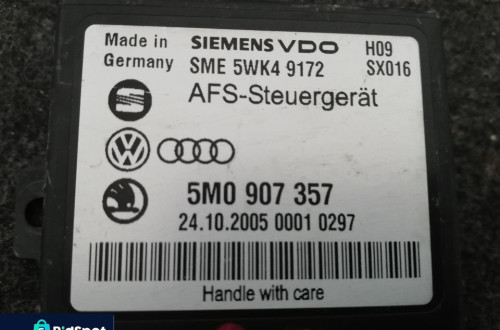 Made in SIEMENS VDO H09
Germany SME 5WK4 9172 SX016
AFS-Steuergerät
5M0 907 357
24.10.2005 0001 0297
Handle with care